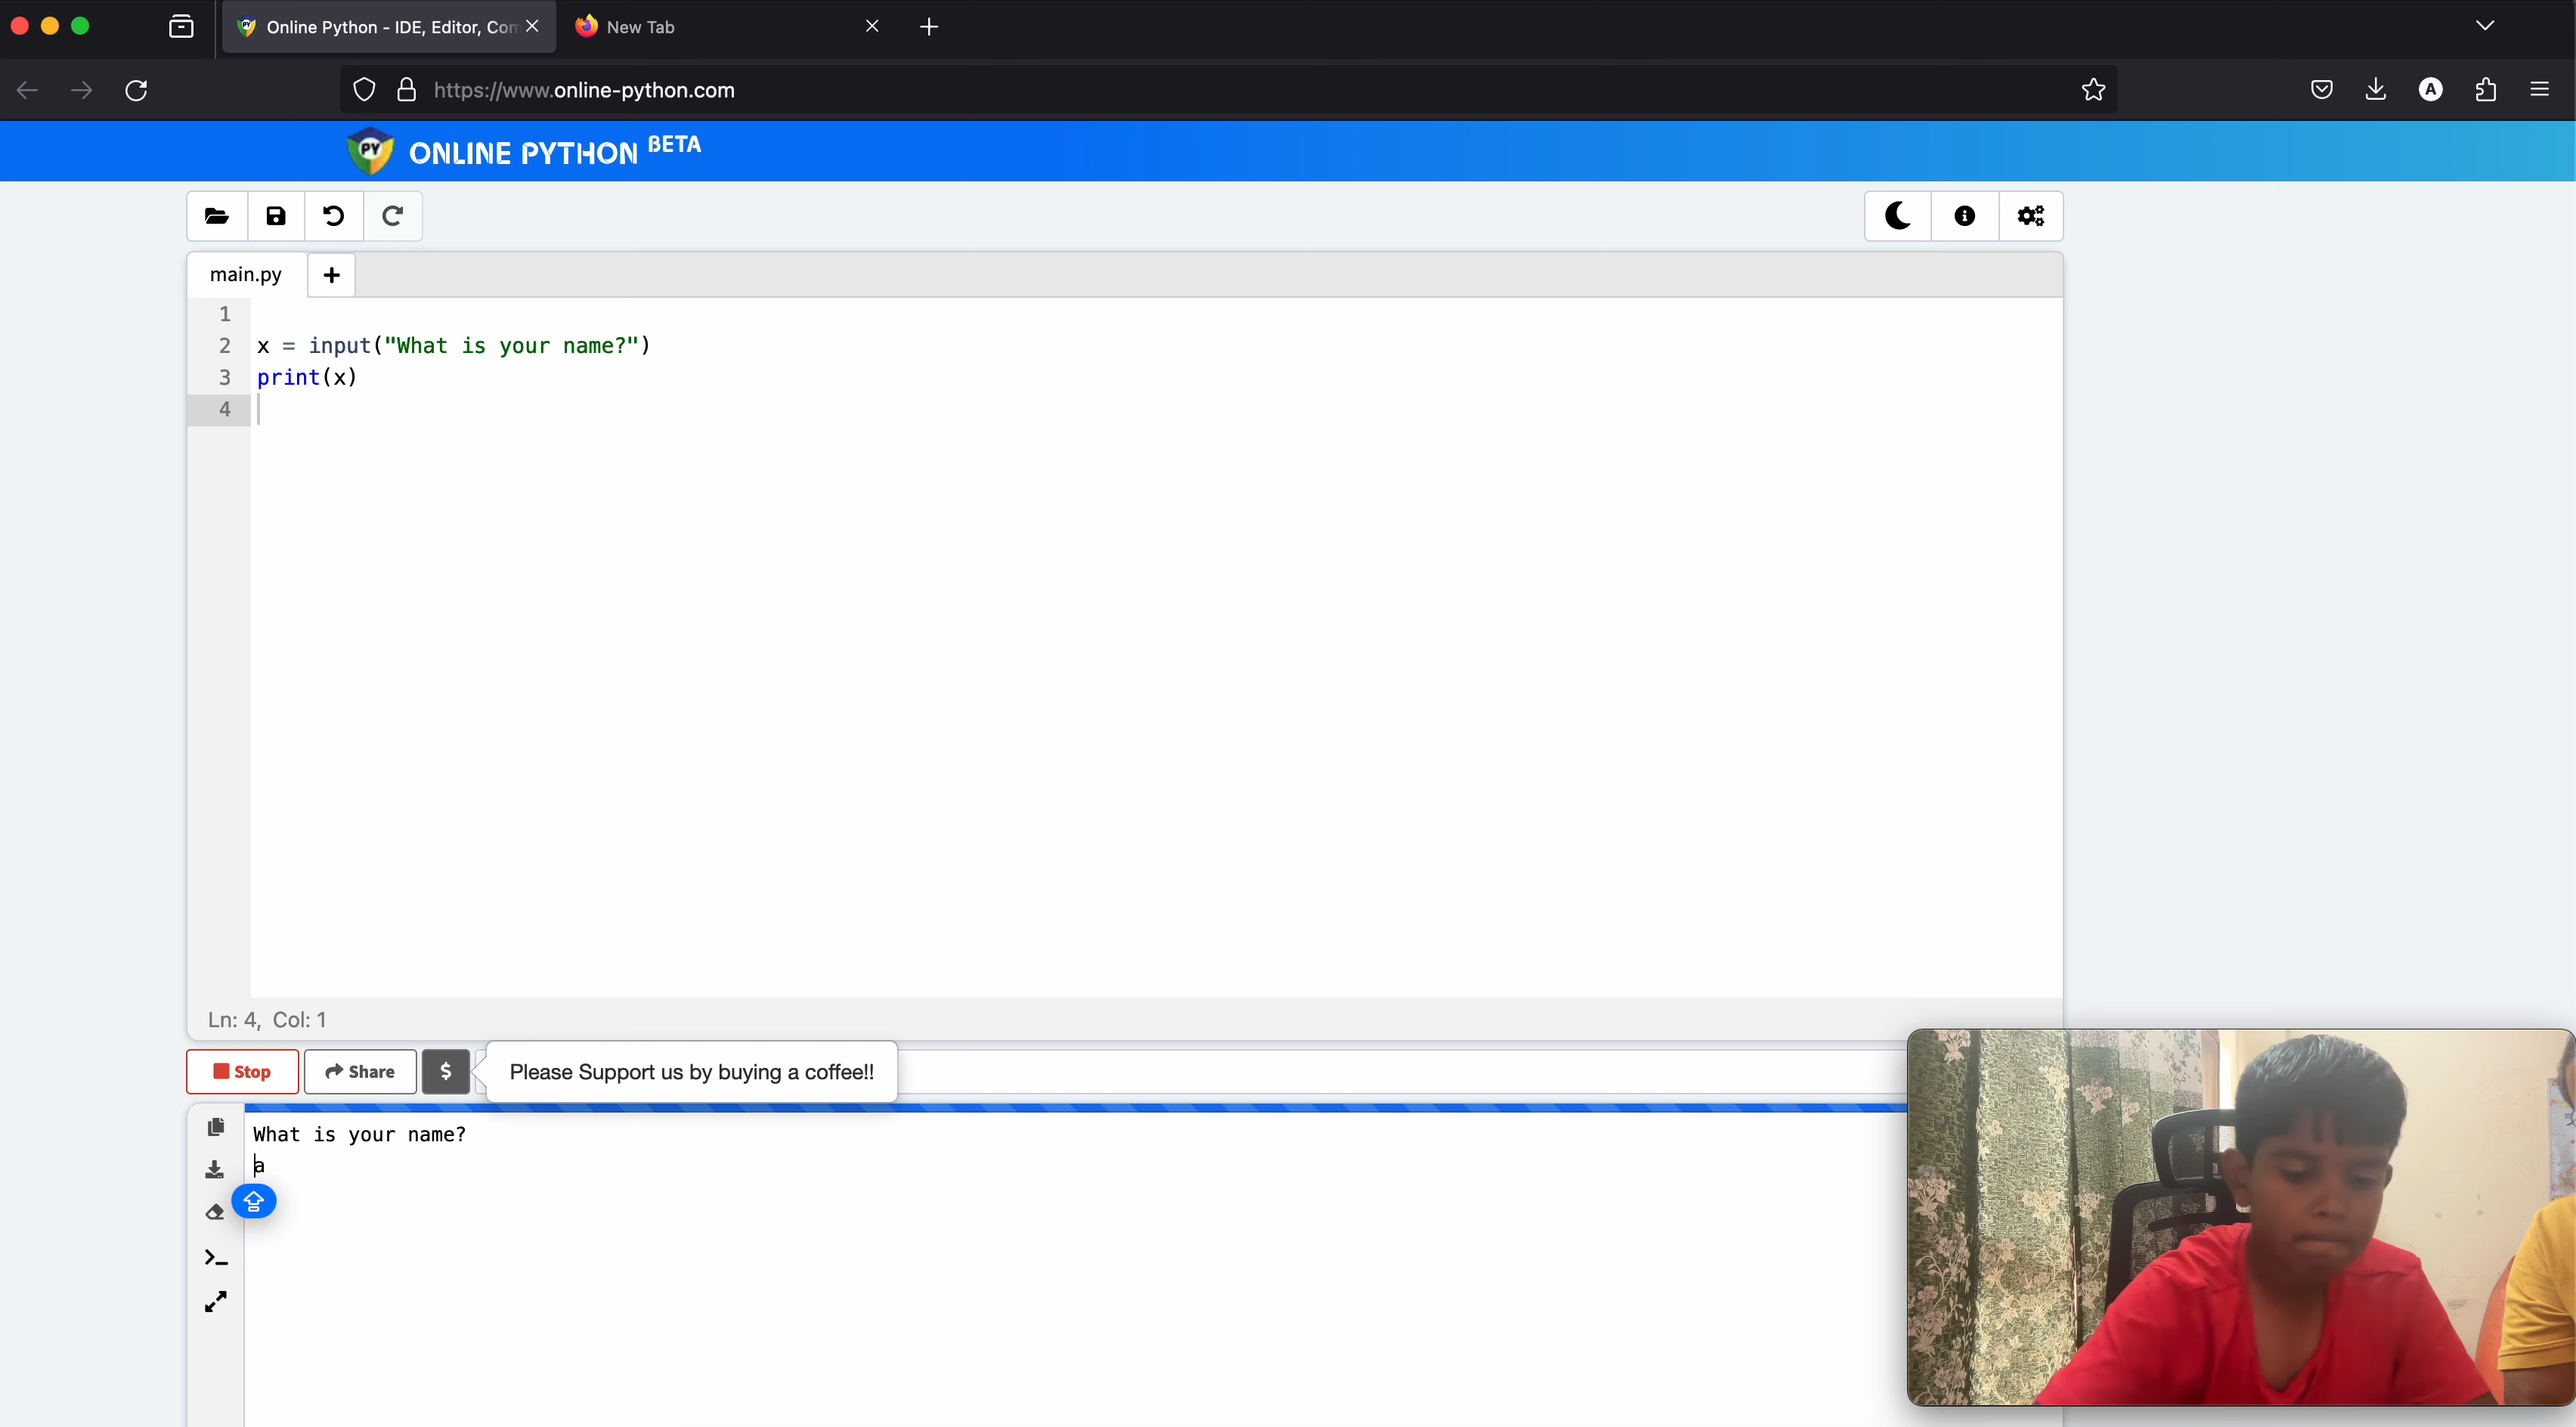 Online Python - IDE, Editor, Com
New Tab
https://www.online-python.com
A
PY ONLINE PYTHON BETA
main.py
1
2 x = input("What is your name?")
3 print(x)
4
Ln: 4, Col: 1
Stop
Share
$
Please Support us by buying a coffee!!
What is your name?
a